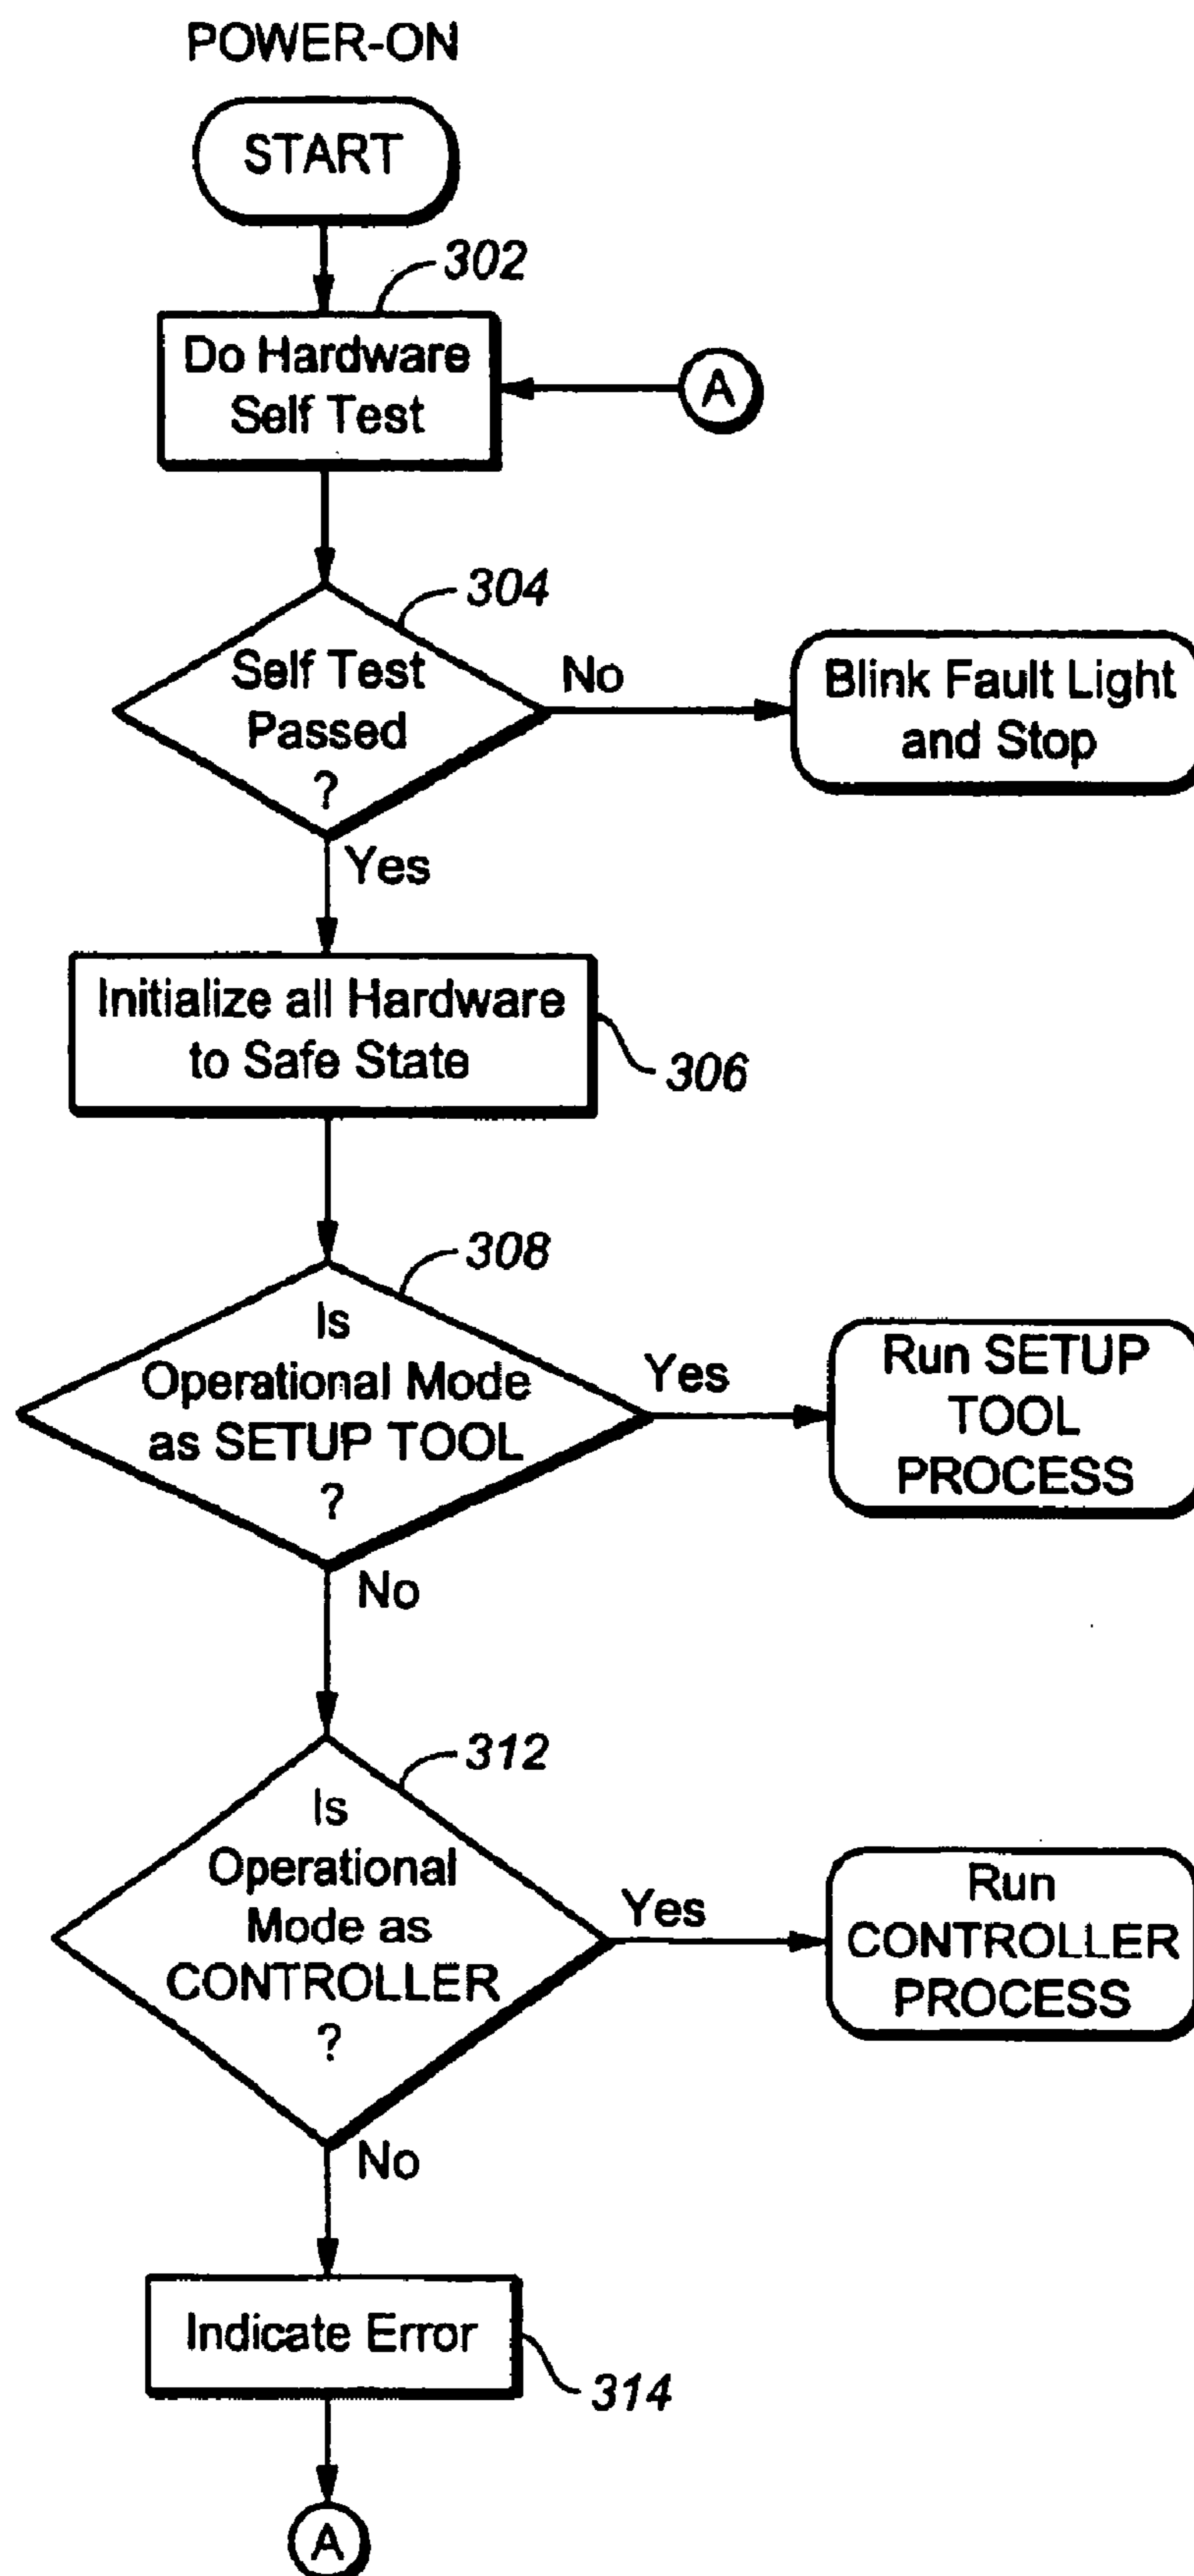 POWER-ON
START
302
Do Hardware
Self Test
A
304
Self Test
Passed
?
No
Blink Fault Light
and Stop
Yes
Initialize all Hardware
to Safe State
306
308
Is
Operational Mode
as SETUP TOOL
?
Yes
Run SETUP
TOOL
PROCESS
No
312
Is
Operational
Mode as
CONTROLLER
?
Yes
Run
CONTROLLER
PROCESS
No
Indicate Error
314
A